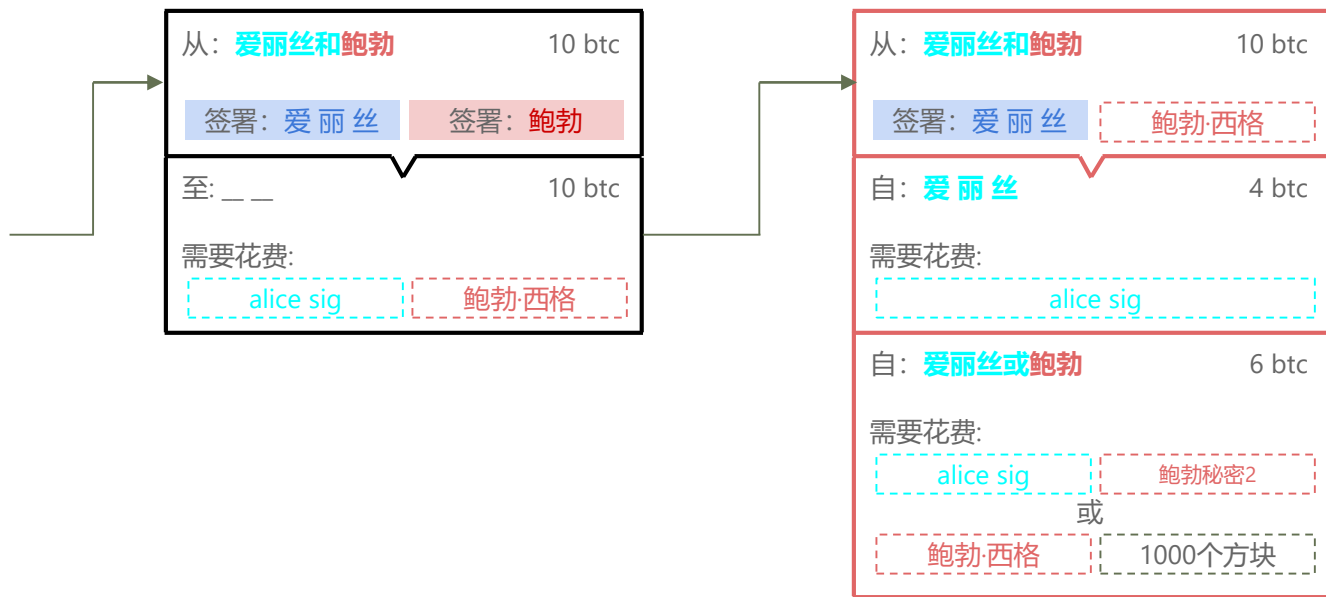 从：爱丽丝和鲍勃 10 btc
签署：爱 丽 丝 签署：鲍勃
至: __ __ 10 btc
需要花费:
alice sig 鲍勃·西格
从：爱丽丝和鲍勃 10 btc
签署：爱 丽 丝 鲍勃·西格
自：爱 丽 丝 4 btc
需要花费:
alice sig
自：爱丽丝或鲍勃 6 btc
需要花费:
alice sig 鲍勃秘密2
或
鲍勃·西格 1000个方块